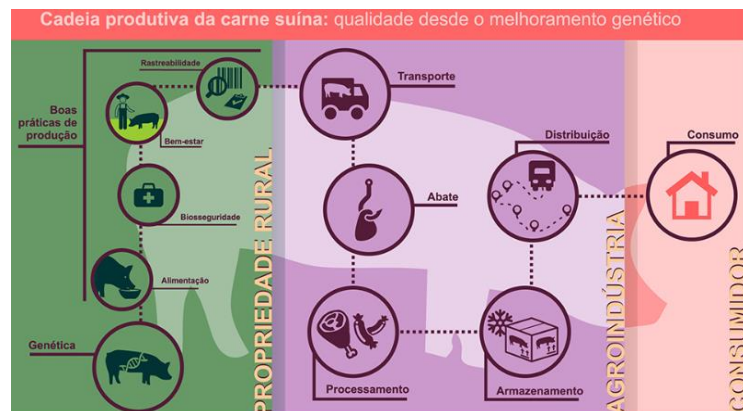 Cadeia produtiva da carne suína: qualidade desde o melhoramento genético
Rastreabilidade
Boas
práticas de
produção
Bem-estar
Biosseguridade
Alimentação
Genética
PROPRIEDADE RURAL
Transporte
Abate
Processamento
Armazenamento
Distribuição
AGROINDÚSTRIA
Consumo
CONSUMIDOR